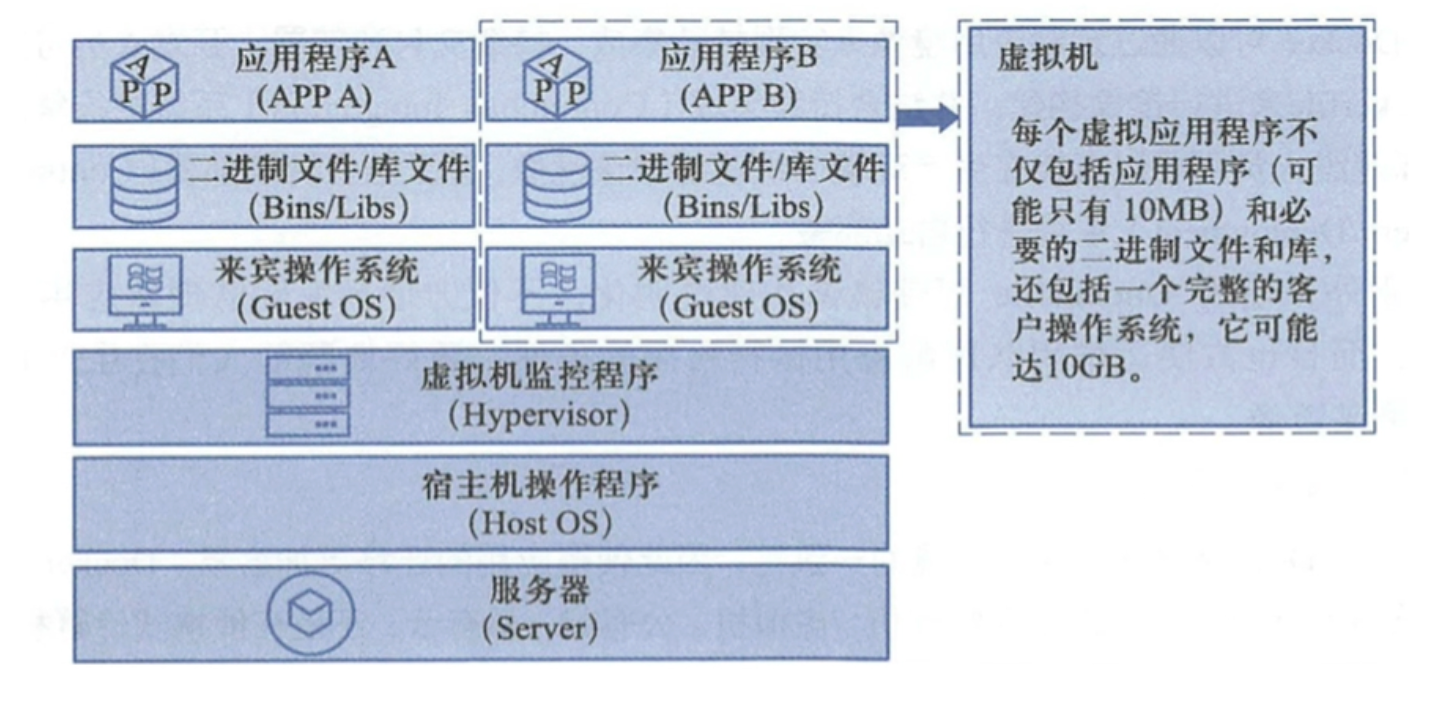 应用程序A
(APP A)
应用程序B
(APP B)
二进制文件/库文件
(Bins/Libs)
二进制文件/库文件
(Bins/Libs)
来宾操作系统
(Guest OS)
来宾操作系统
(Guest OS)
虚拟机监控程序
(Hypervisor)
宿主机操作程序
(Host OS)
服务器
(Server)
虚拟机
每个虚拟应用程序不
仅包括应用程序（可
能只有 10MB）和必
要的二进制文件和库，
还包括一个完整的客
户操作系统，它可能
达10GB。
APP
APP